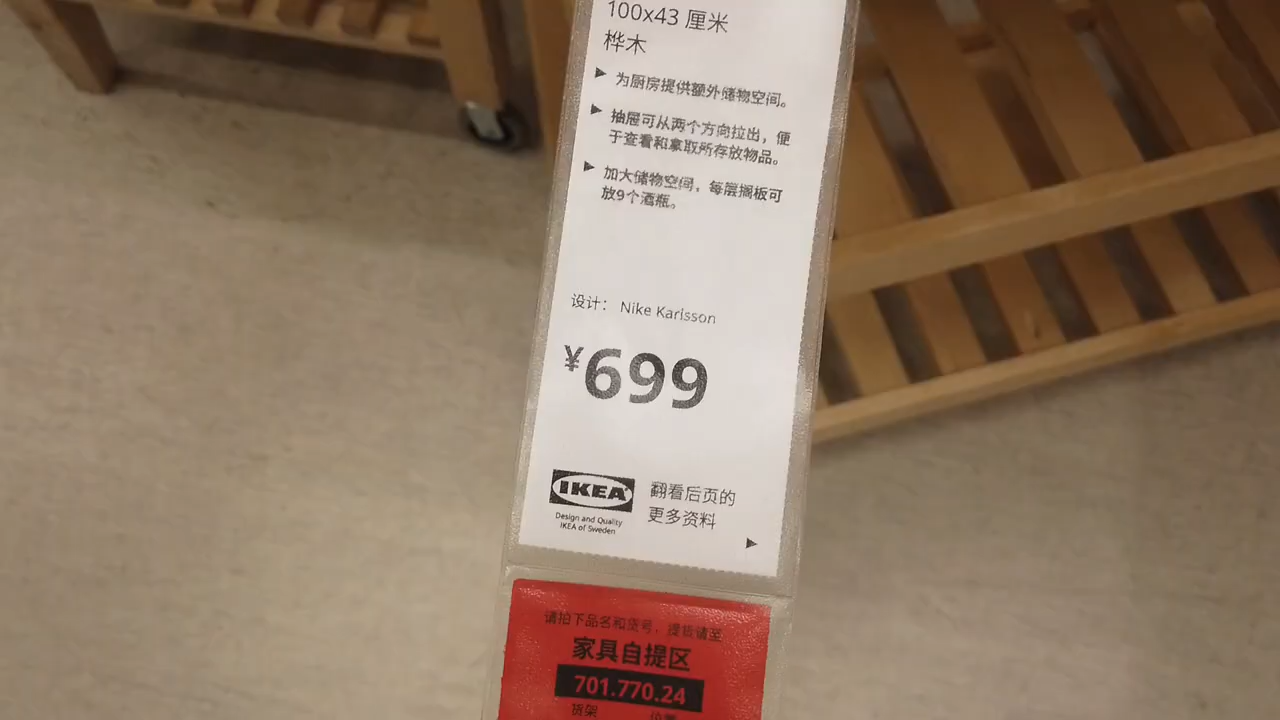 100x43 厘米
桦木
▶ 为厨房提供额外储物空间。
▶ 抽屉可从两个方向拉出，便
于查看和拿取所存放物品。
▶ 加大储物空间，每层搁板可
放9个酒瓶。
设计： Nike Karlsson
¥699
IKEA
Design and Quality
IKEA of Sweden
翻看后页的
更多资料
▶
请拍下品名和货号，提货请至
家具自提区
701.770.24
货架 位置